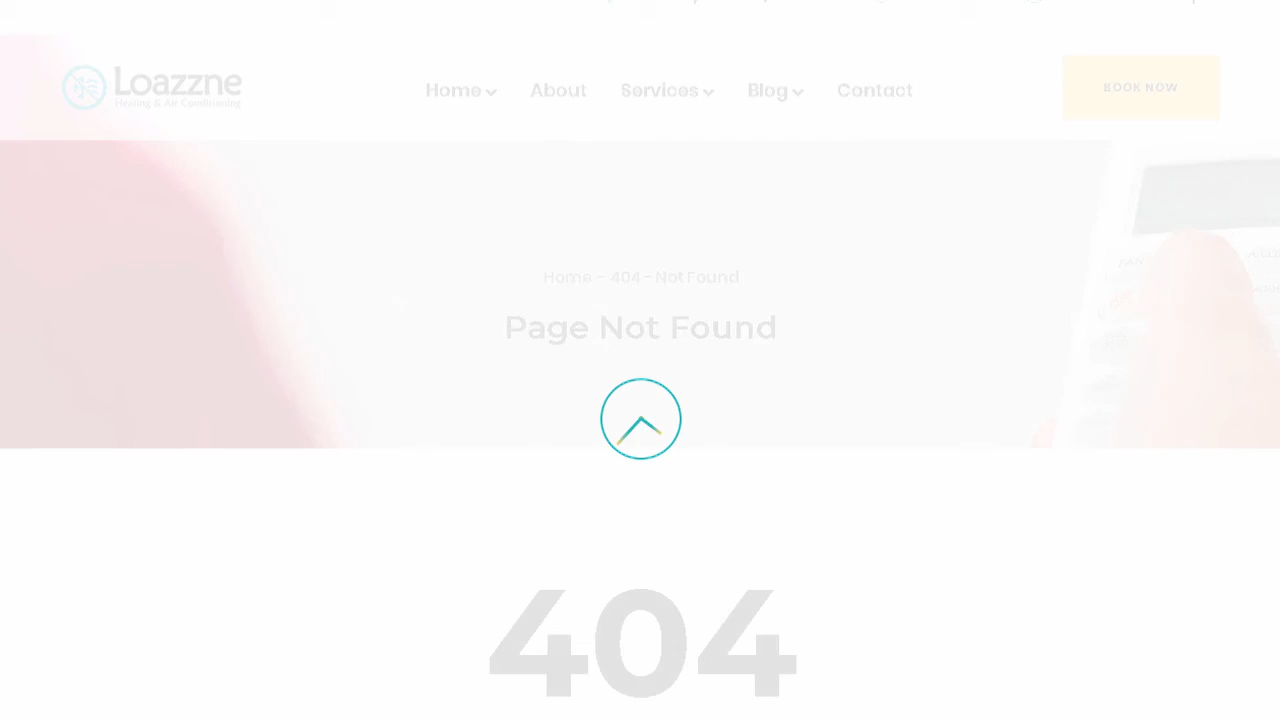 Loazzne
Heating & Air Conditioning
Home About Services Blog Contact
BOOK NOW
Home - 404 - Not Found
Page Not Found
404